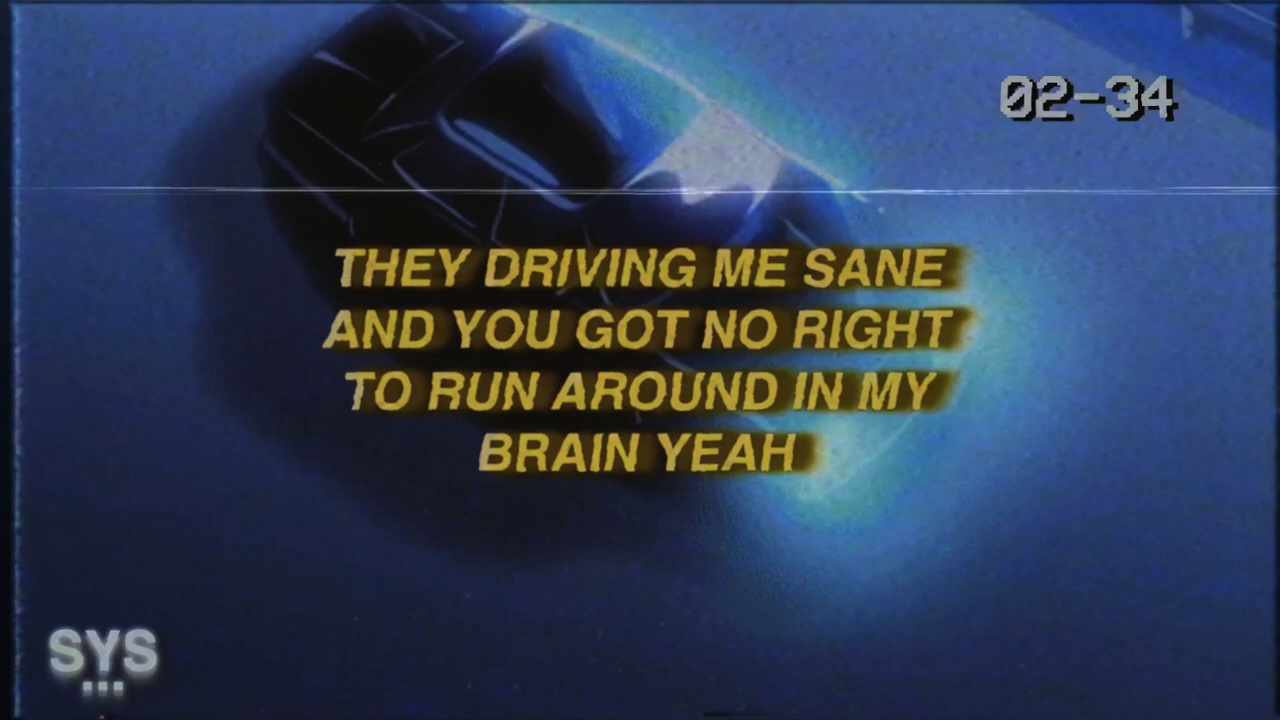 02-34
THEY DRIVING ME SANE
AND YOU GOT NO RIGHT
TO RUN AROUND IN MY
BRAIN YEAH
SYS